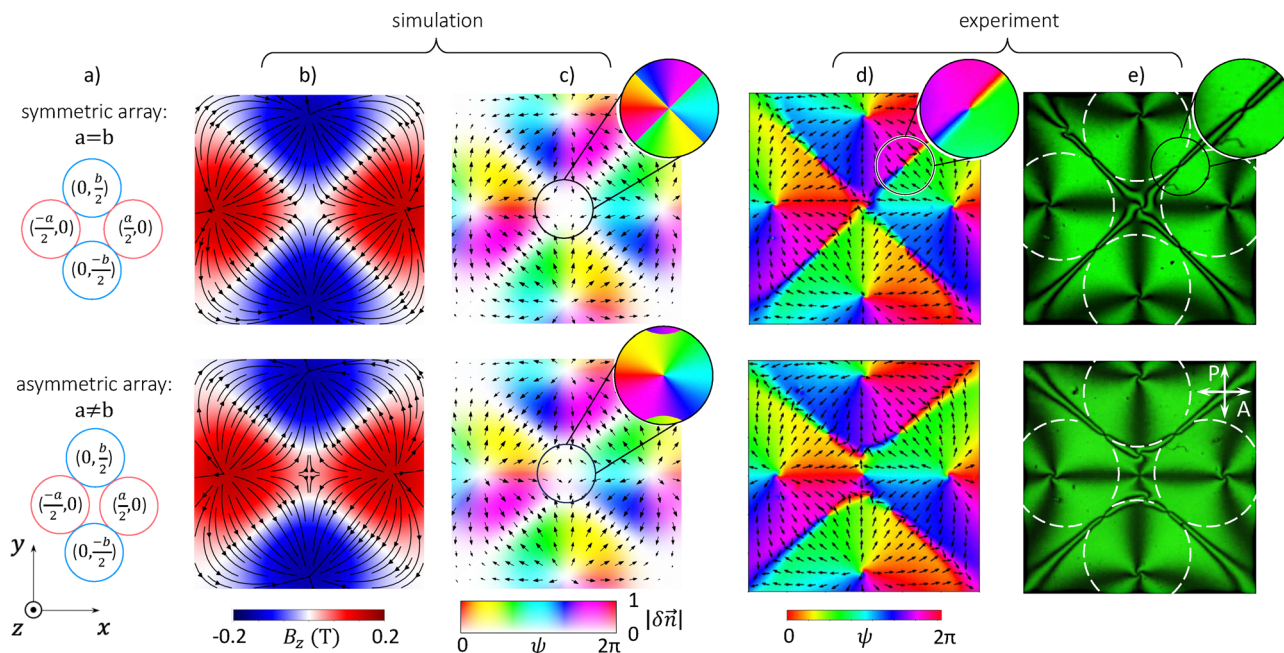 simulation
experiment
a)
b)
c)
d)
e)
symmetric array:
a=b
(0, b/2)
(-a/2, 0)
(a/2, 0)
(0, -b/2)
asymmetric array:
a≠b
(0, b/2)
(-a/2, 0)
(a/2, 0)
(0, -b/2)
P
A
y
z
x
-0.2 B_z (T) 0.2
1
|δn⃗|
0
0 ψ 2π
0 ψ 2π